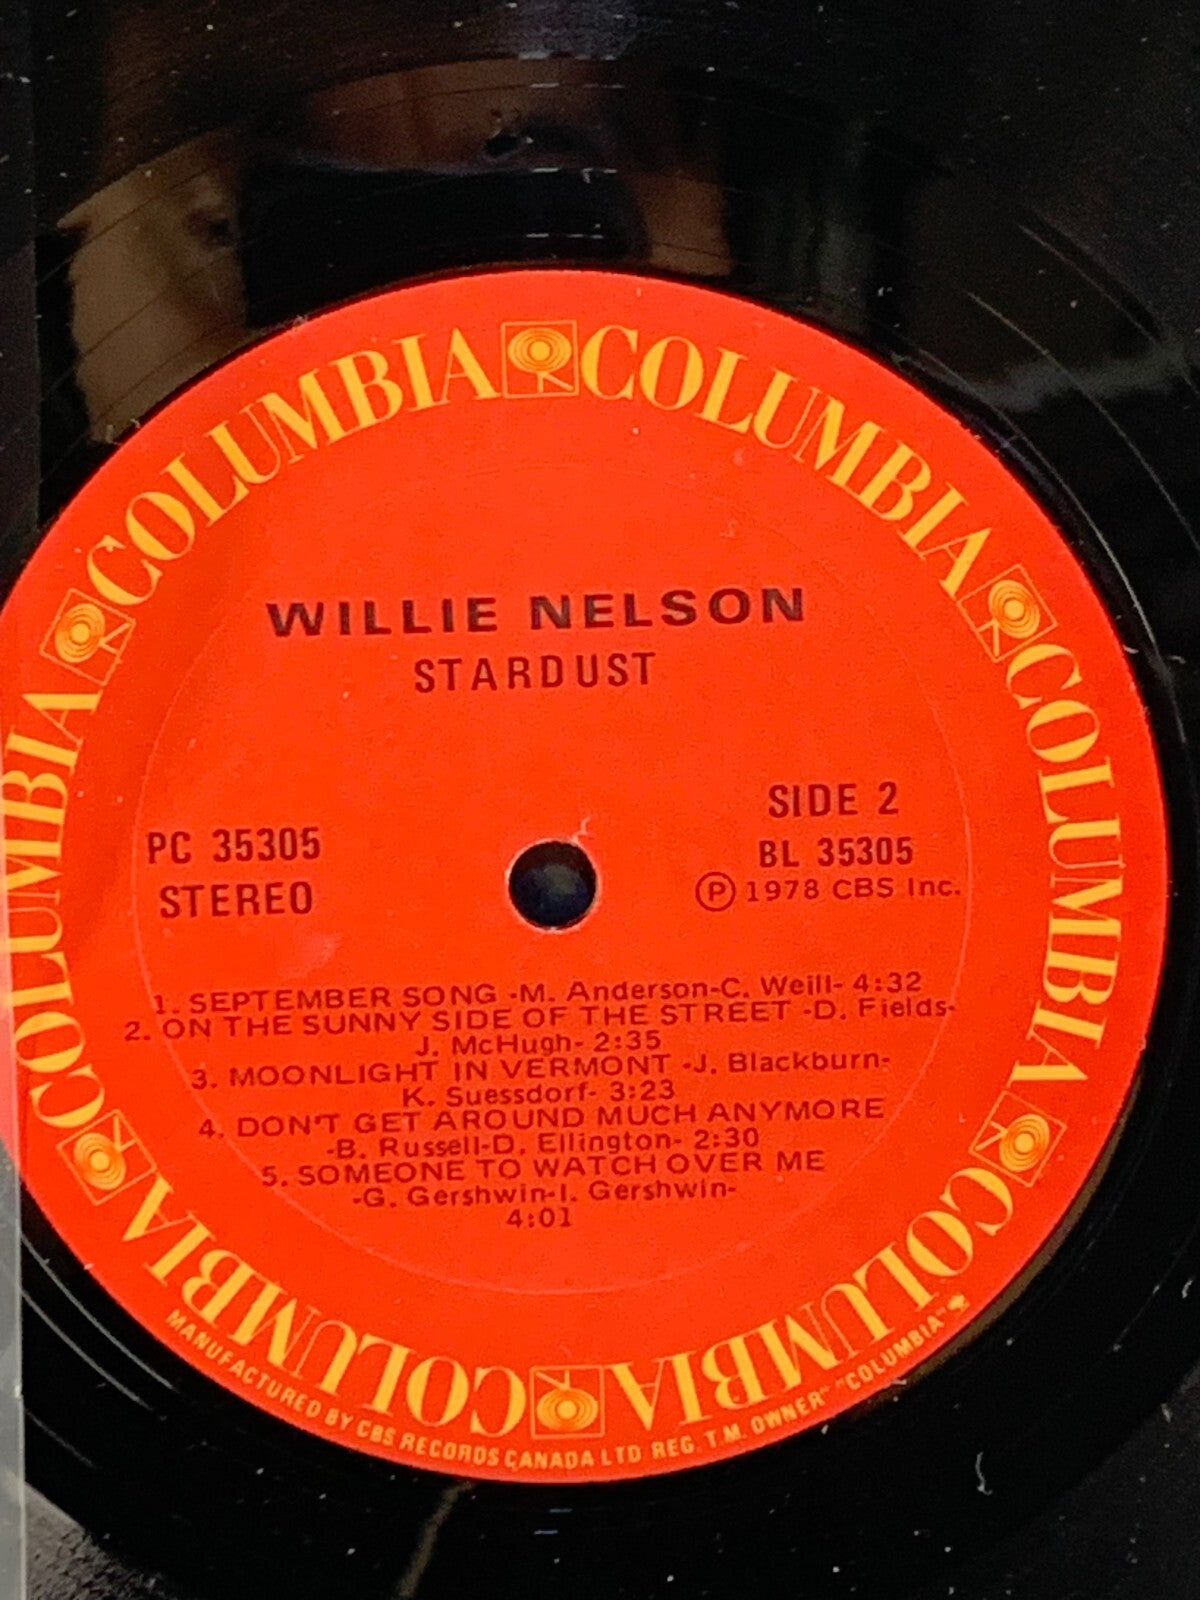 COLUMBIA COLUMBIA COLUMBIA COLUMBIA COLUMBIA COLUMBIA
WILLIE NELSON
STARDUST
SIDE 2
PC 35305
BL 35305
STEREO
Ⓟ 1978 CBS Inc.
1. SEPTEMBER SONG -M. Anderson-C. Weill- 4:32
2. ON THE SUNNY SIDE OF THE STREET -D. Fields-
J. McHugh- 2:35
3. MOONLIGHT IN VERMONT -J. Blackburn-
K. Suessdorf- 3:23
4. DON'T GET AROUND MUCH ANYMORE
-B. Russell-D. Ellington- 2:30
5. SOMEONE TO WATCH OVER ME
-G. Gershwin-I. Gershwin-
4:01
MANUFACTURED BY CBS RECORDS CANADA LTD REG. T.M. OWNER" "COLUMBIA"